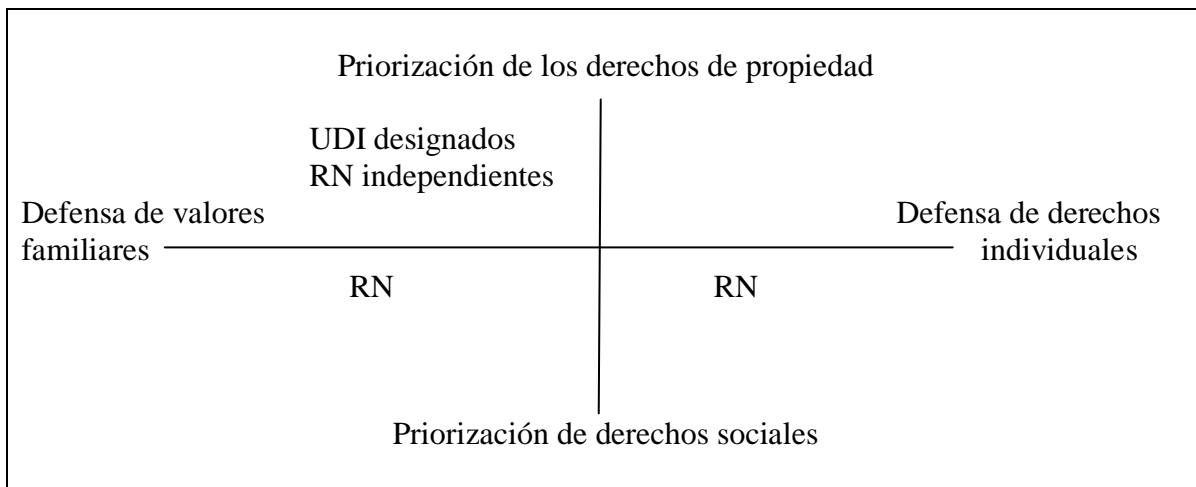 Priorización de los derechos de propiedad
UDI designados
RN independientes
Defensa de valores
familiares
Defensa de derechos
individuales
RN
RN
Priorización de derechos sociales